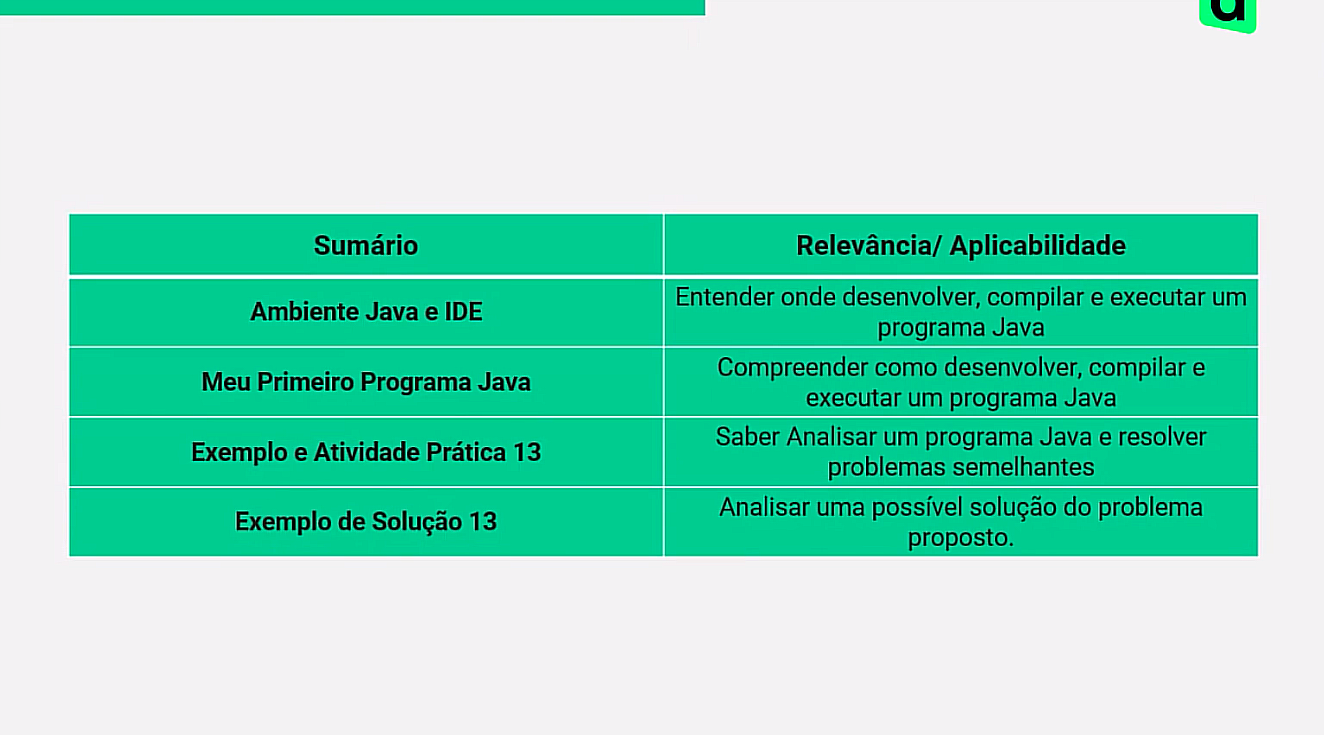 Sumário
Relevância/ Aplicabilidade
Ambiente Java e IDE
Entender onde desenvolver, compilar e executar um
programa Java
Meu Primeiro Programa Java
Compreender como desenvolver, compilar e
executar um programa Java
Exemplo e Atividade Prática 13
Saber Analisar um programa Java e resolver
problemas semelhantes
Exemplo de Solução 13
Analisar uma possível solução do problema
proposto.